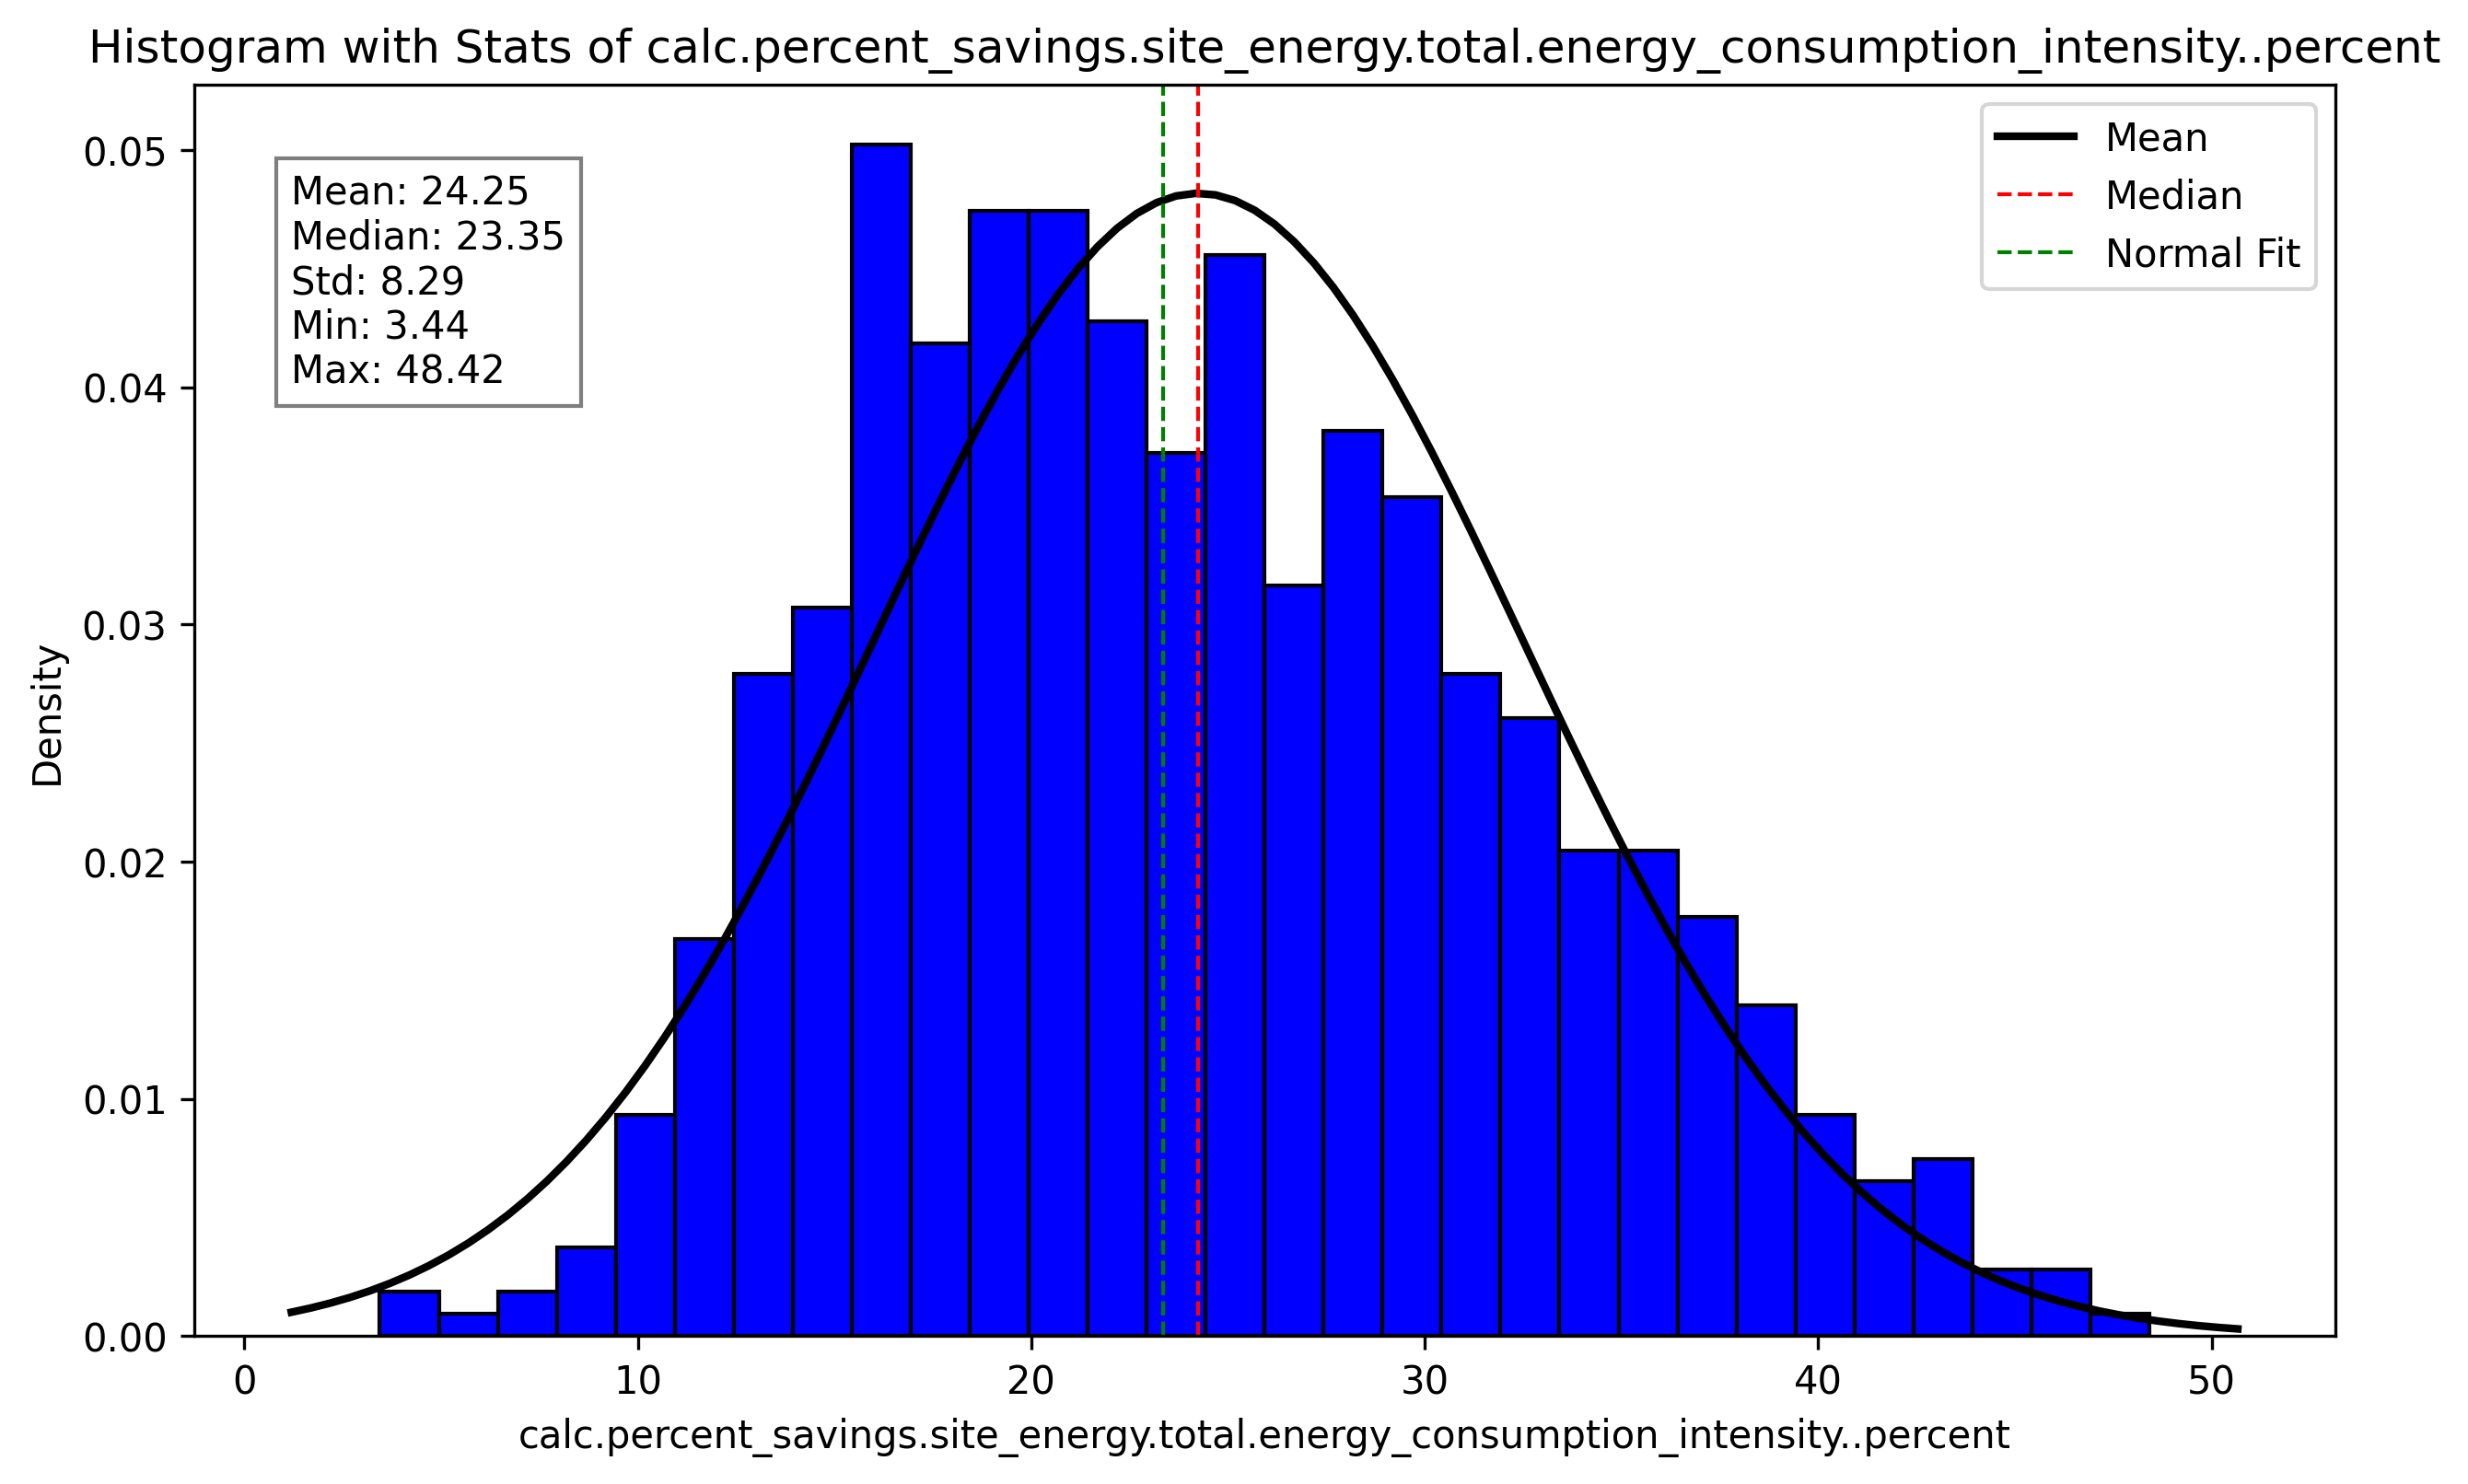 Histogram with Stats of calc.percent_savings.site_energy.total.energy_consumption_intensity..percent
Mean: 24.25
Median: 23.35
Std: 8.29
Min: 3.44
Max: 48.42
Mean
Median
Normal Fit
Density
0.05
0.04
0.03
0.02
0.01
0.00
0
10
20
30
40
50
calc.percent_savings.site_energy.total.energy_consumption_intensity..percent